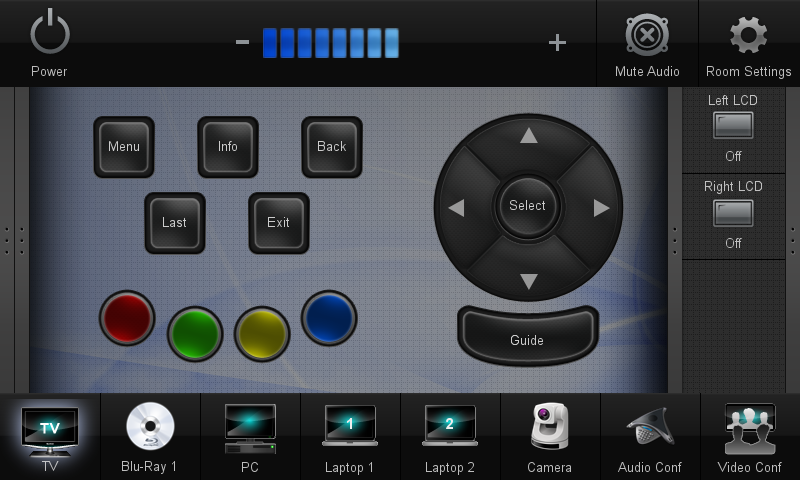 Power
Mute Audio
Room Settings
Left LCD
Off
Right LCD
Off
Menu
Info
Back
Last
Exit
Select
Guide
TV
TV
Blu-Ray 1
PC
1
Laptop 1
2
Laptop 2
Camera
Audio Conf
Video Conf